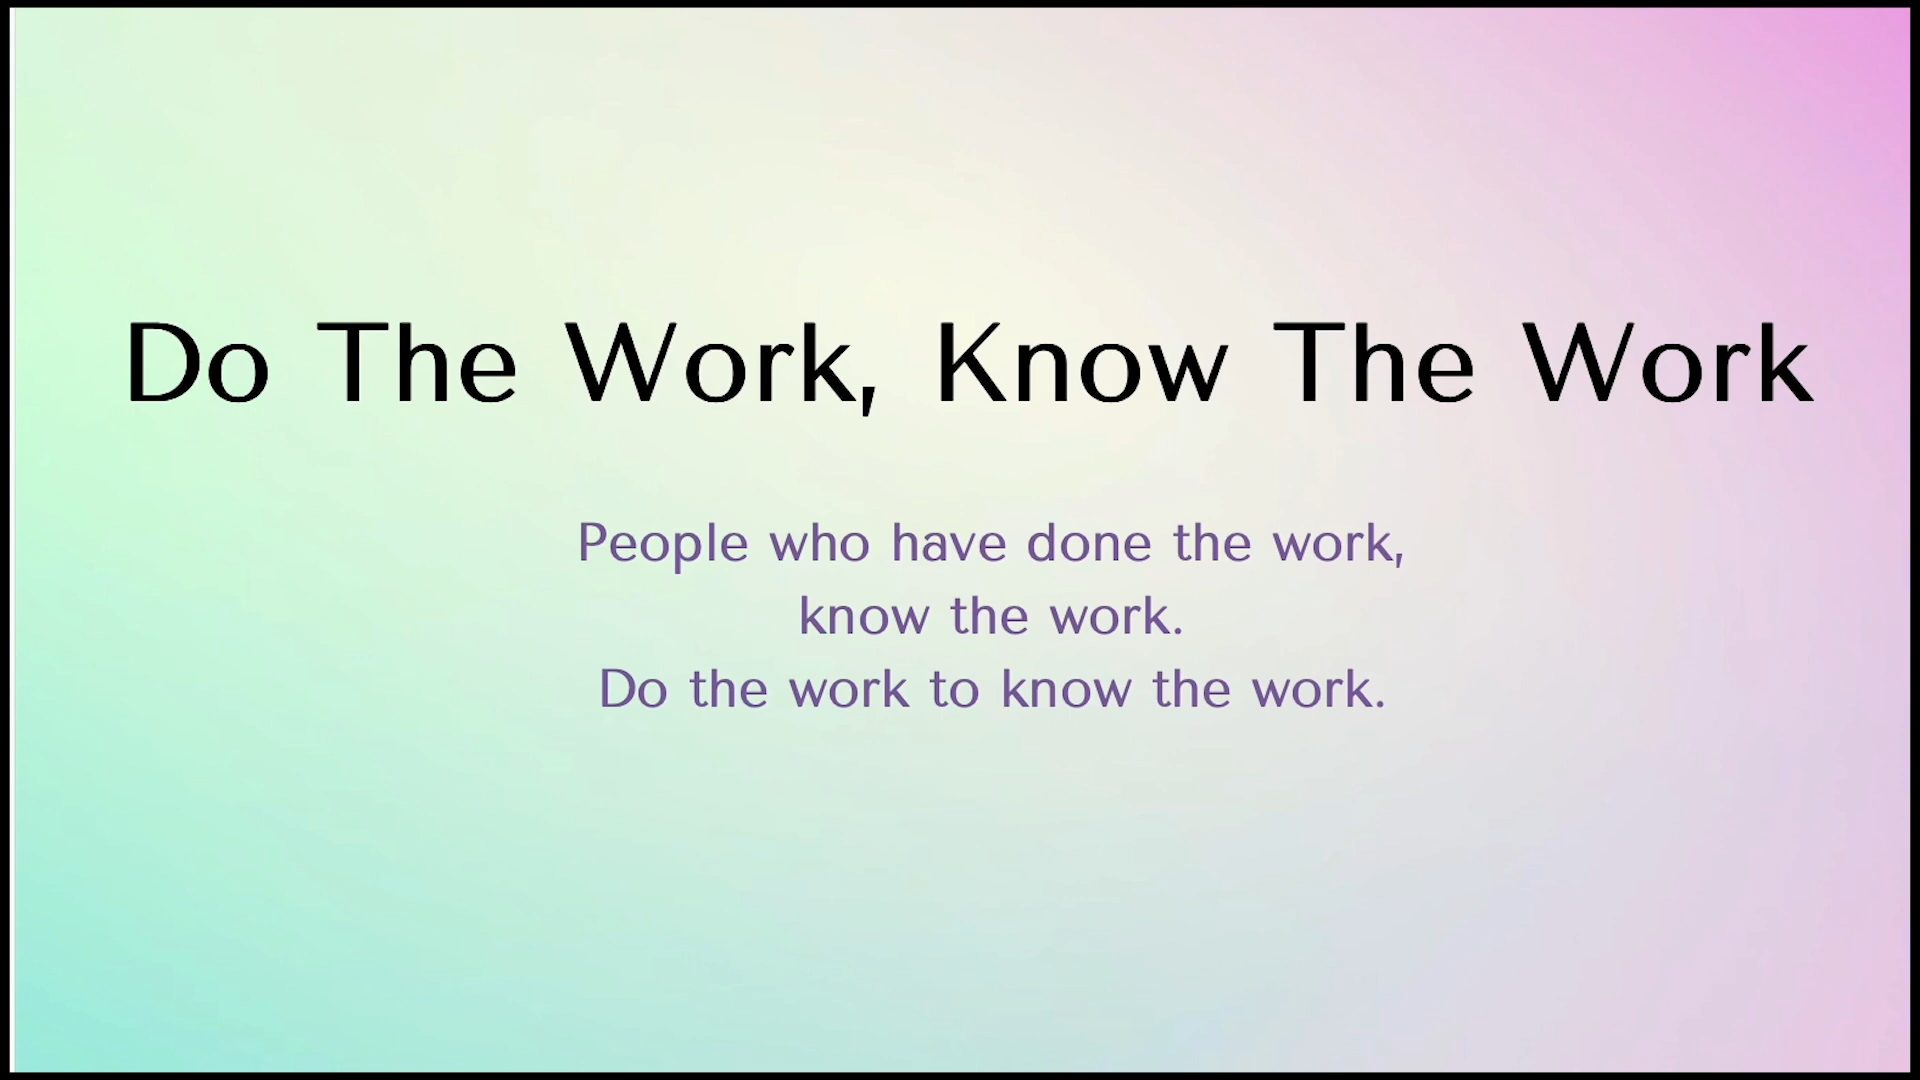 Do The Work, Know The Work
People who have done the work,
know the work.
Do the work to know the work.